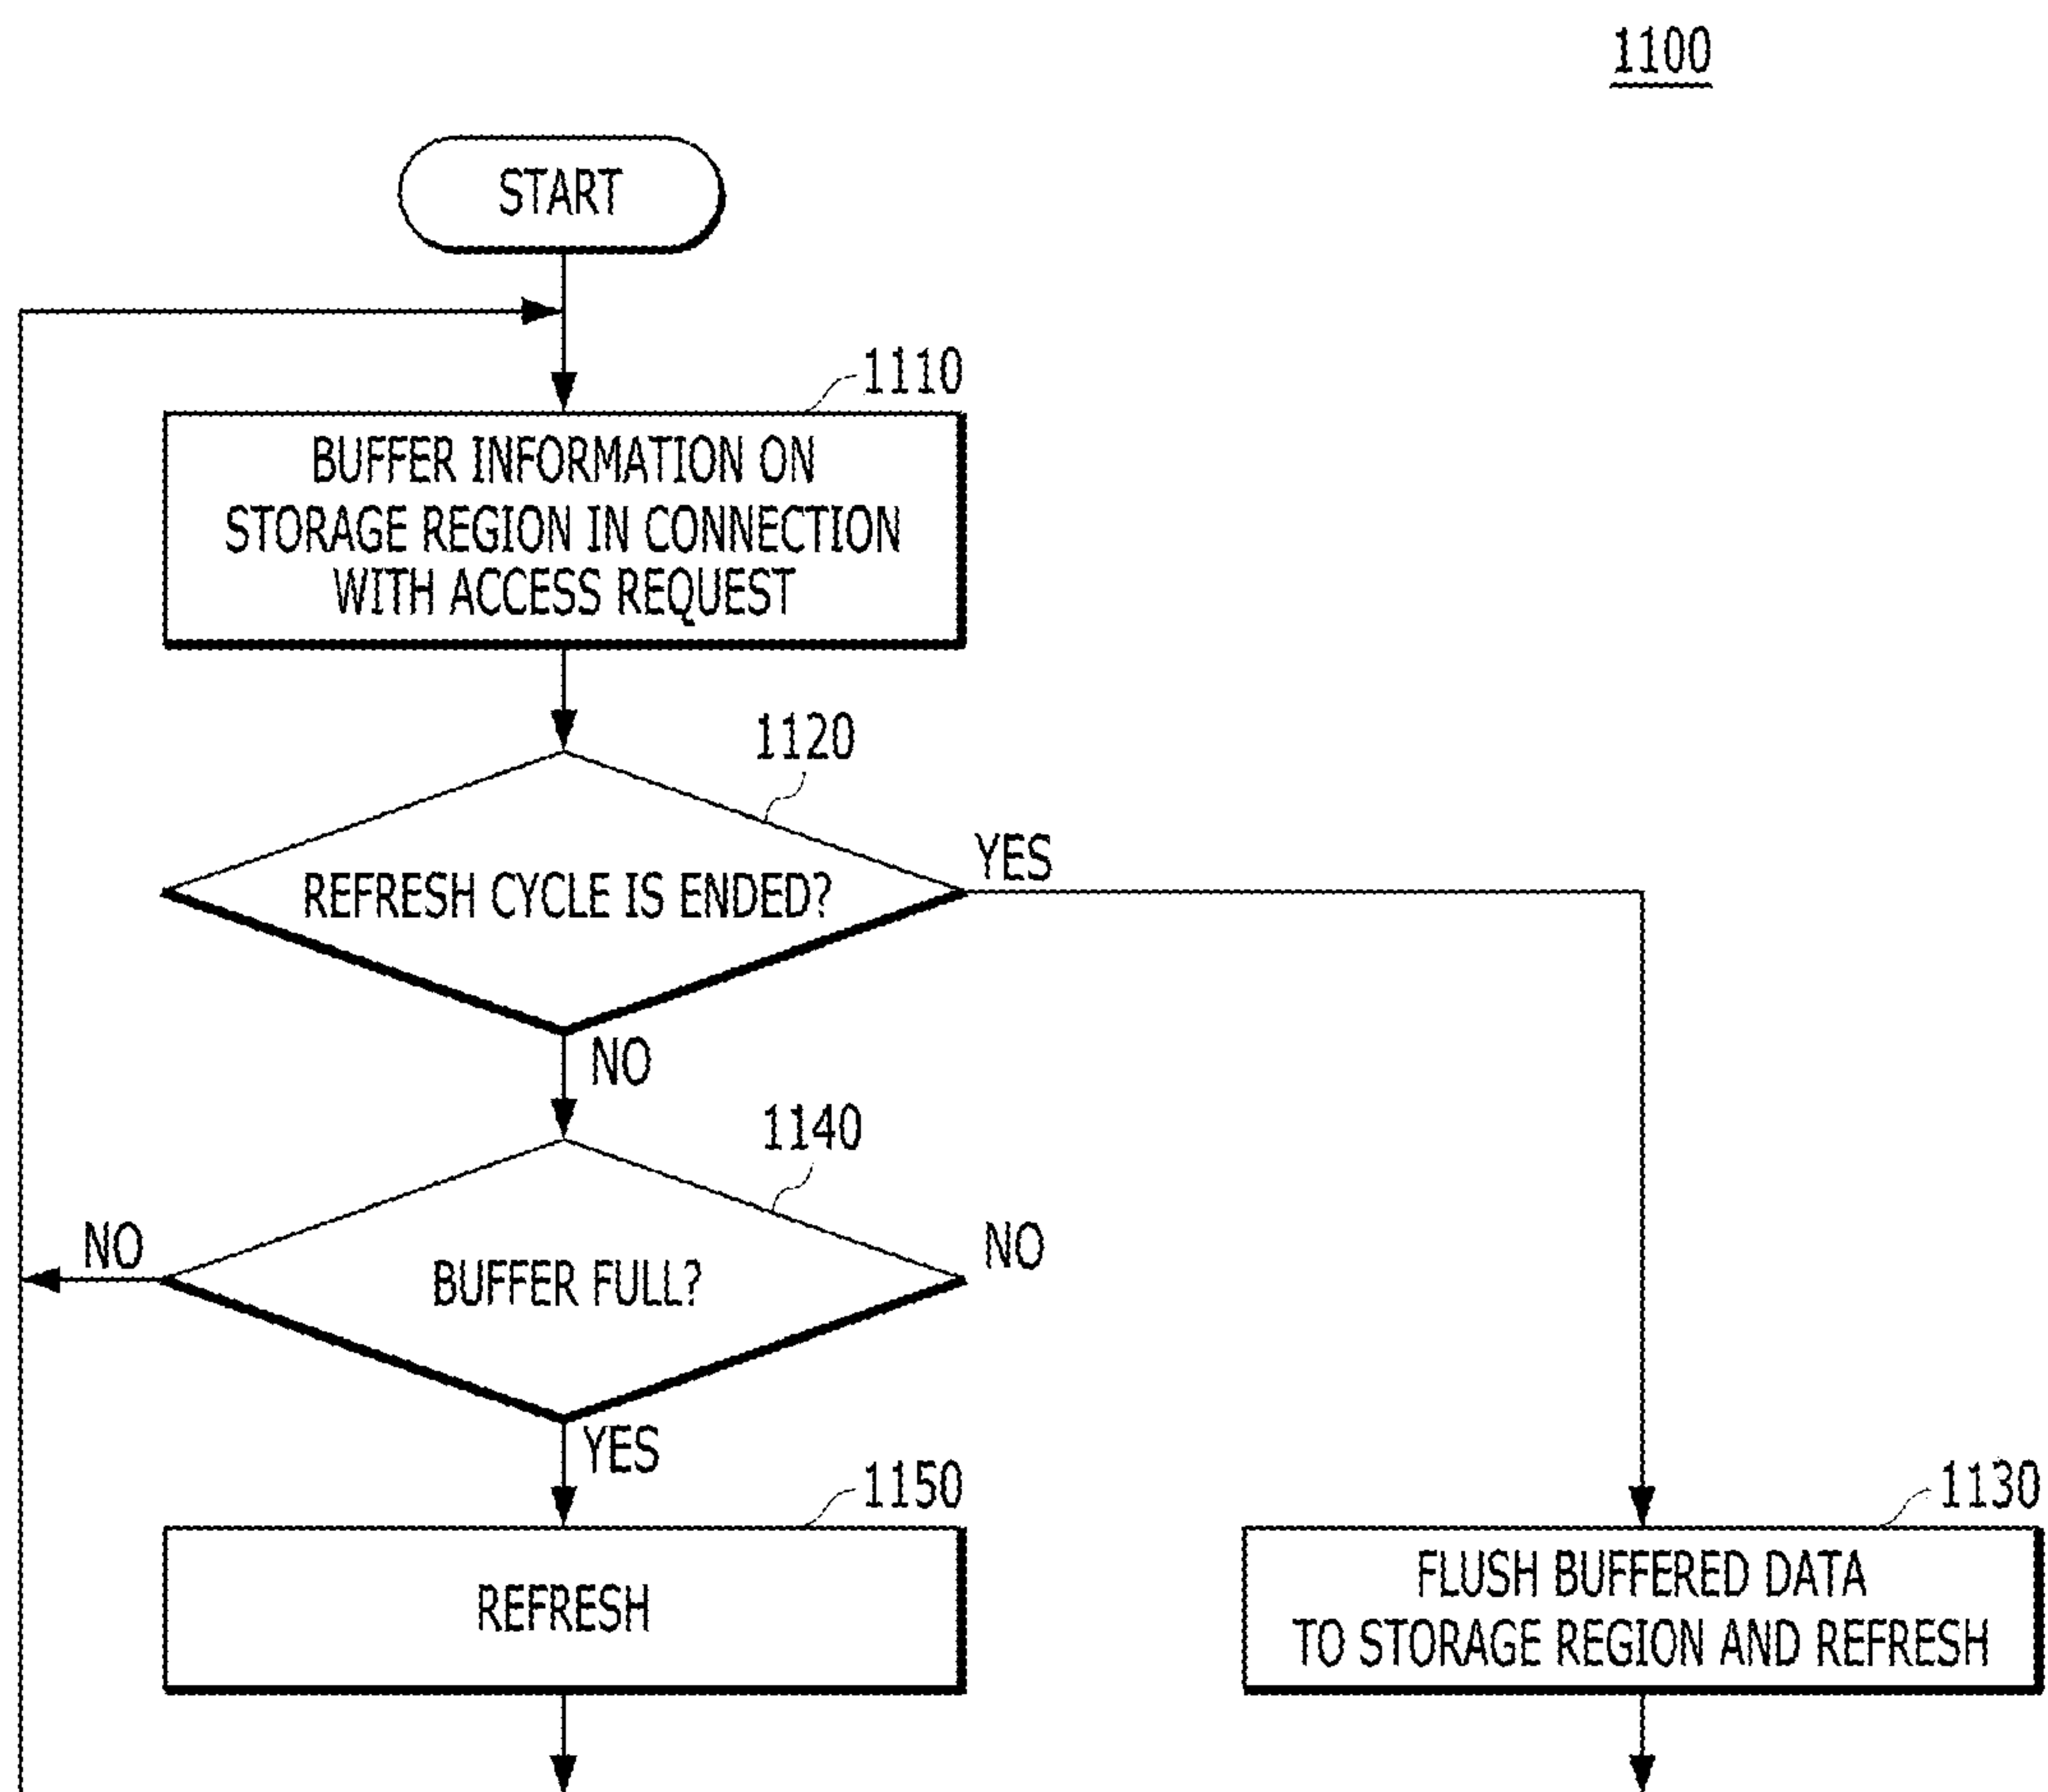 1100
START
1110
BUFFER INFORMATION ON
STORAGE REGION IN CONNECTION
WITH ACCESS REQUEST
1120
YES
REFRESH CYCLE IS ENDED?
NO
1140
NO
NO
BUFFER FULL?
YES
1150
1130
REFRESH
FLUSH BUFFERED DATA
TO STORAGE REGION AND REFRESH